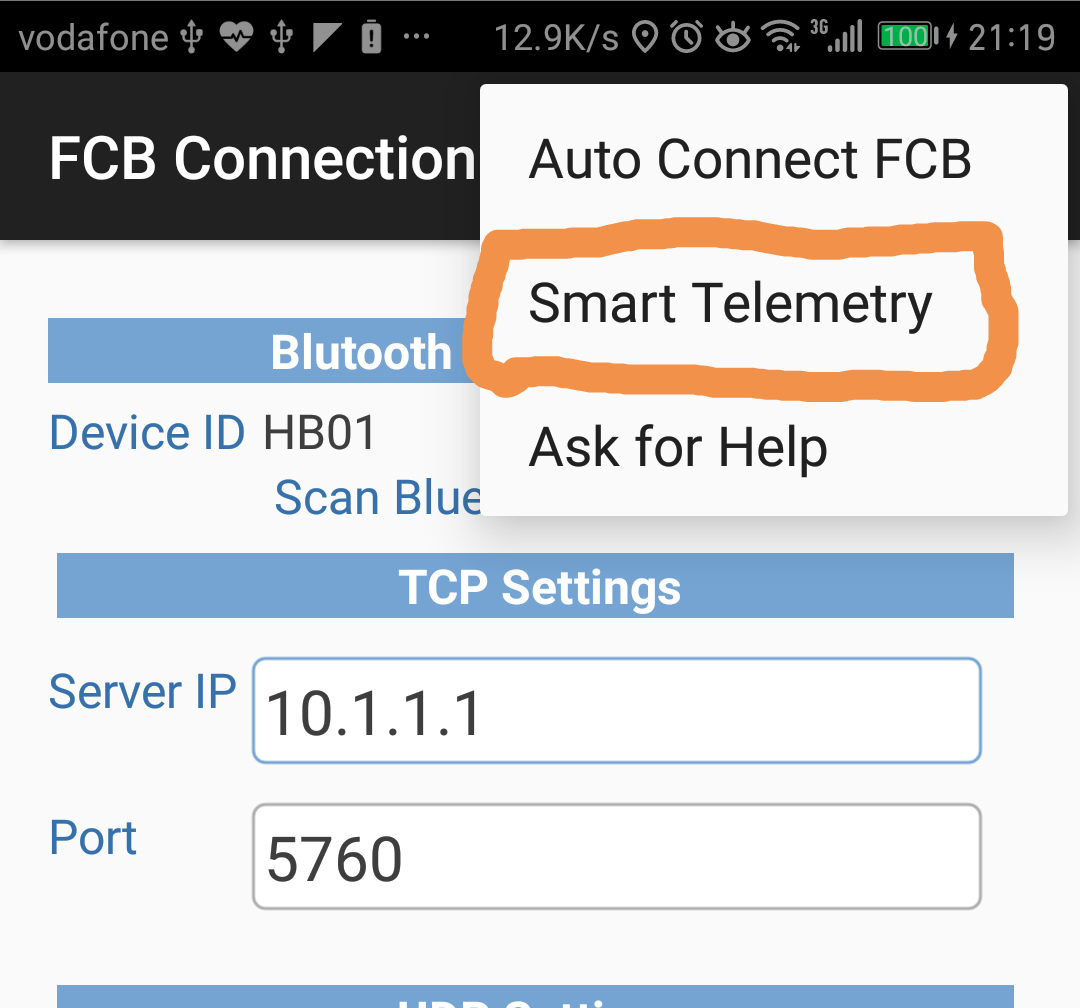 vodafone 12.9K/s 3G 100 21:19
FCB Connection
Auto Connect FCB
Smart Telemetry
Ask for Help
Blutooth
Device ID HB01
Scan Blue
TCP Settings
Server IP 10.1.1.1
Port 5760